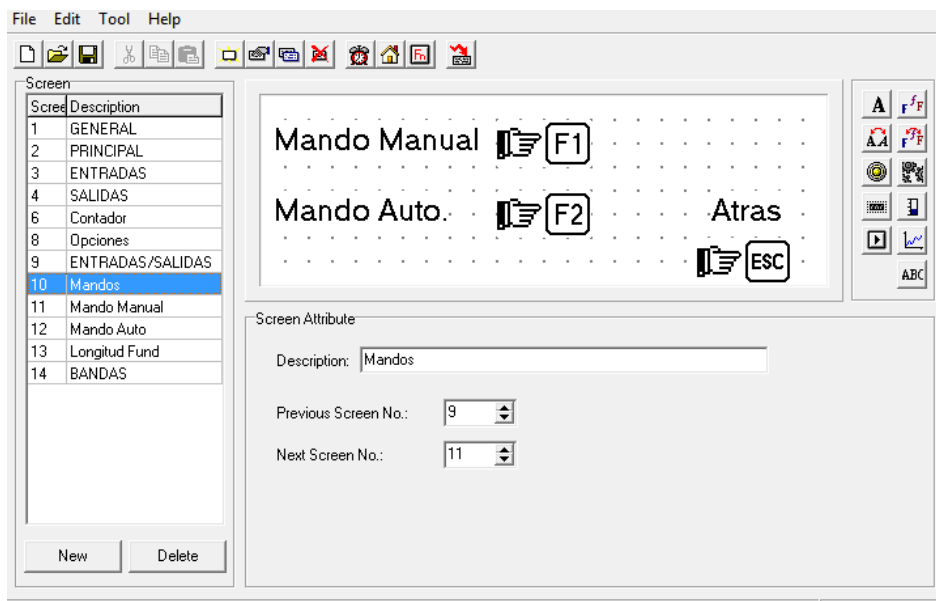 File Edit Tool Help
Screen
Scree Description
1 GENERAL
2 PRINCIPAL
3 ENTRADAS
4 SALIDAS
6 Contador
8 Opciones
9 ENTRADAS/SALIDAS
10 Mandos
11 Mando Manual
12 Mando Auto
13 Longitud Fund
14 BANDAS
New Delete
Mando Manual F1
Mando Auto. F2 Atras
ESC
Screen Attribute
Description: Mandos
Previous Screen No.: 9
Next Screen No.: 11
A FfF
AA
ABC